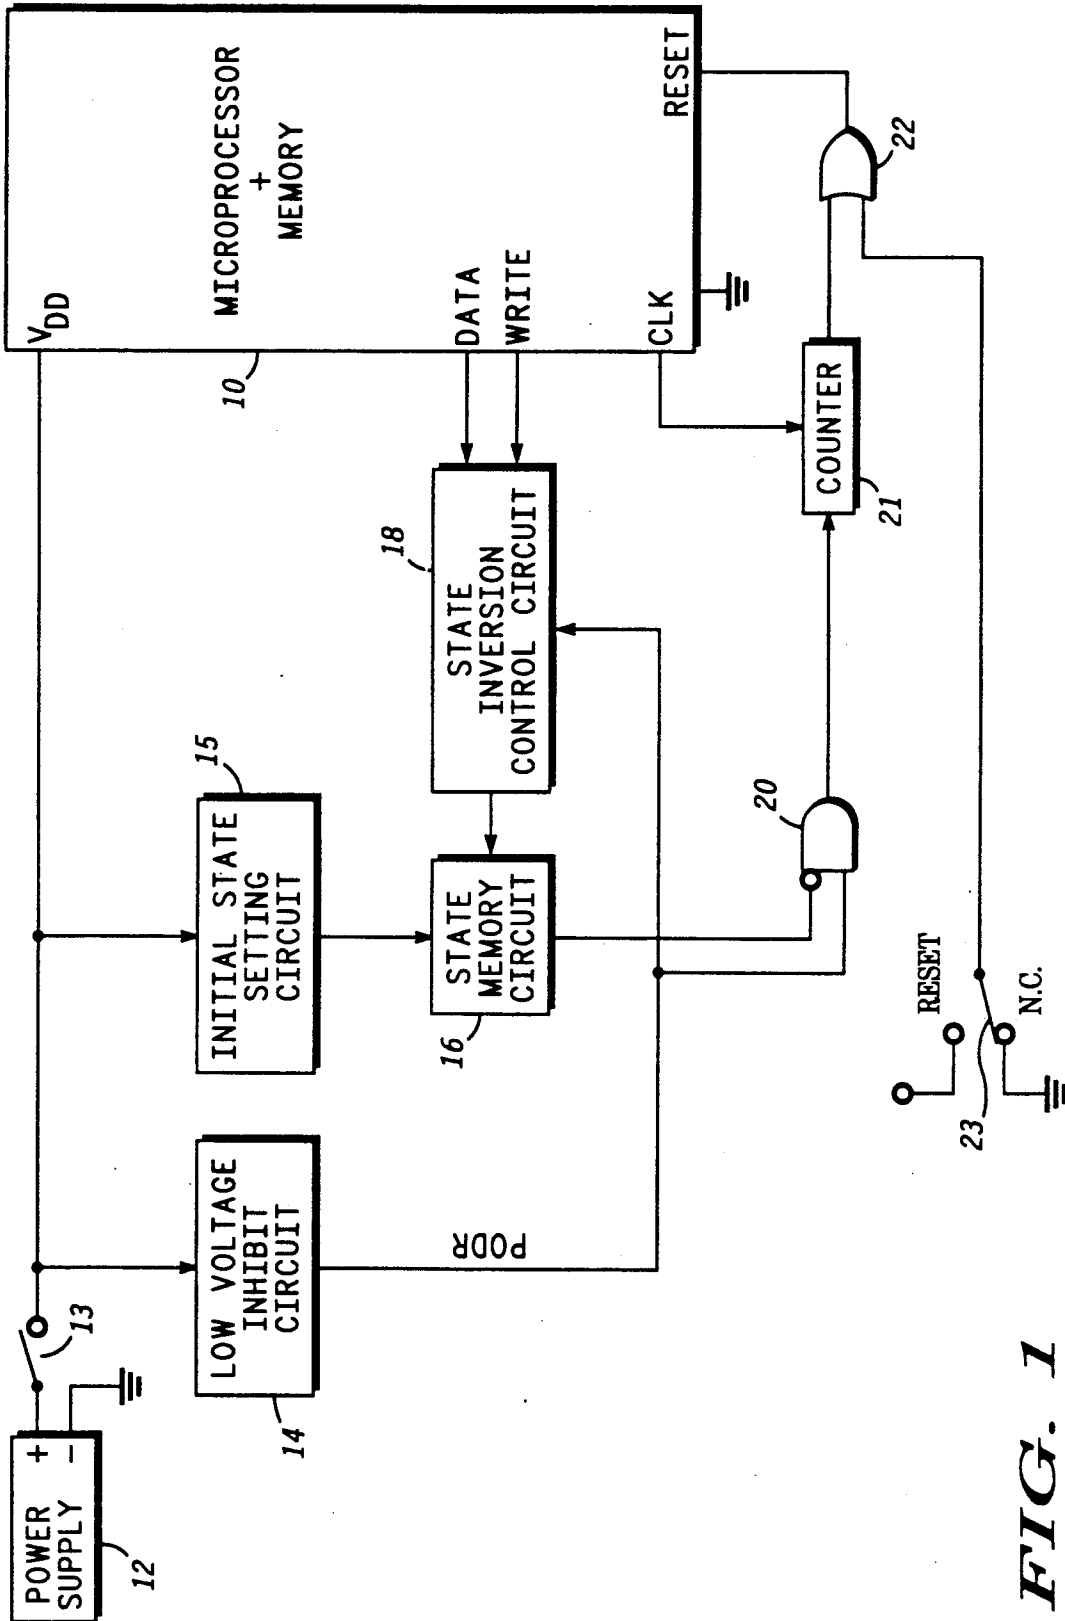 POWER
SUPPLY
+
−
12
13
LOW VOLTAGE
INHIBIT
CIRCUIT
14
PODR
INITIAL STATE
SETTING
CIRCUIT
15
STATE
MEMORY
CIRCUIT
16
STATE
INVERSION
CONTROL CIRCUIT
18
VDD
MICROPROCESSOR
+
MEMORY
10
DATA
WRITE
CLK
RESET
20
COUNTER
21
22
RESET
N.C.
23
FIG. 1